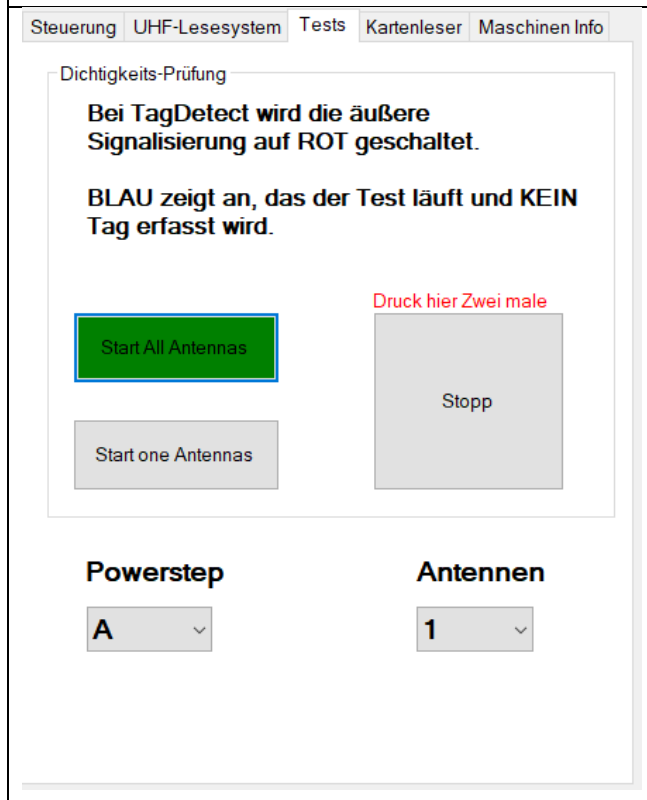 Steuerung UHF-Lesesystem Tests Kartenleser Maschinen Info
Dichtigkeits-Prüfung
Bei TagDetect wird die äußere
Signalisierung auf ROT geschaltet.
BLAU zeigt an, das der Test läuft und KEIN
Tag erfasst wird.
Druck hier Zwei male
Start All Antennas
Stopp
Start one Antennas
Powerstep Antennen
A 1